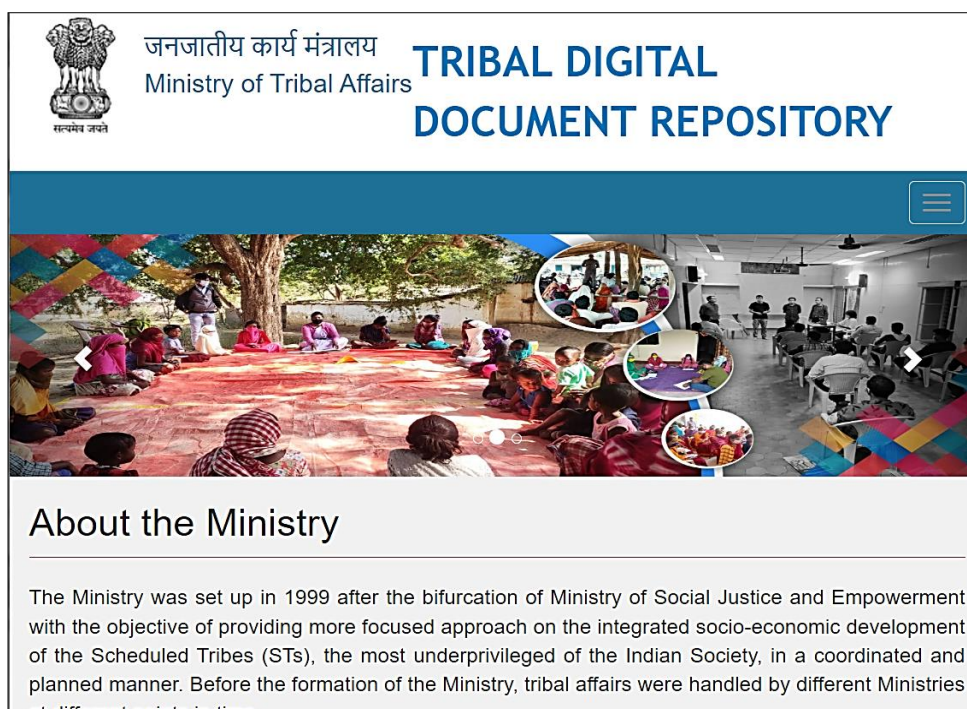 जनजातीय कार्य मंत्रालय
Ministry of Tribal Affairs
सत्यमेव जयते
TRIBAL DIGITAL
DOCUMENT REPOSITORY
About the Ministry
The Ministry was set up in 1999 after the bifurcation of Ministry of Social Justice and Empowerment
with the objective of providing more focused approach on the integrated socio-economic development
of the Scheduled Tribes (STs), the most underprivileged of the Indian Society, in a coordinated and
planned manner. Before the formation of the Ministry, tribal affairs were handled by different Ministries